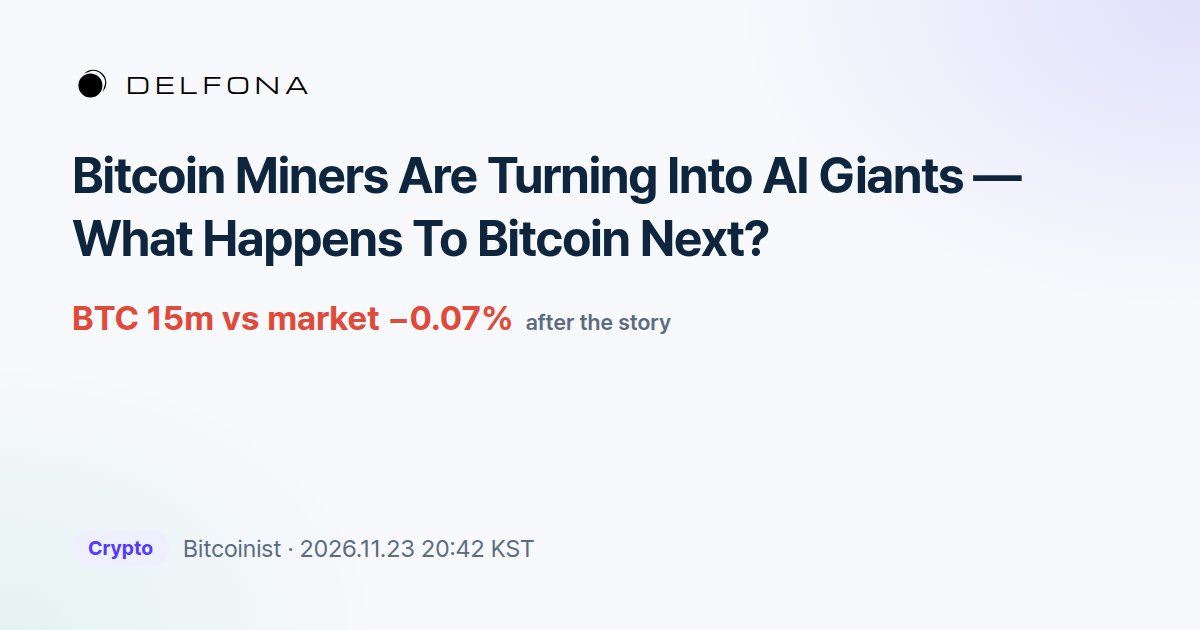 DELFONA
Bitcoin Miners Are Turning Into AI Giants —
What Happens To Bitcoin Next?
BTC 15m vs market −0.07% after the story
Crypto Bitcoinist · 2026.11.23 20:42 KST